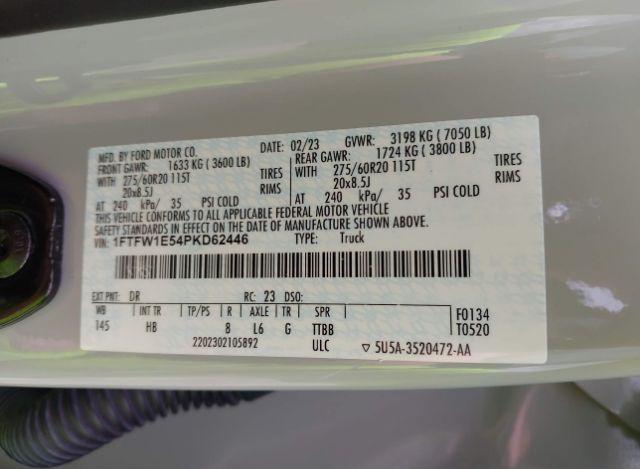 MFD. BY FORD MOTOR CO.
DATE: 02/23 GVWR: 3198 KG ( 7050 LB)
FRONT GAWR: 1633 KG ( 3600 LB) REAR GAWR: 1724 KG ( 3800 LB)
WITH 275/60R20 115T TIRES WITH 275/60R20 115T TIRES
20x8.5J RIMS 20x8.5J RIMS
AT 240 kPa/ 35 PSI COLD AT 240 kPa/ 35 PSI COLD
THIS VEHICLE CONFORMS TO ALL APPLICABLE FEDERAL MOTOR VEHICLE
SAFETY STANDARDS IN EFFECT ON THE DATE OF MANUFACTURE SHOWN ABOVE.
VIN: 1FTFW1E54PKD62446 TYPE: Truck
EXT PNT: DR RC: 23 DSO:
WB INT TR TP/PS R AXLE TR SPR F0134
145 HB 8 L6 G TTBB T0520
2202302105892 ULC ▽ 5U5A-3520472-AA